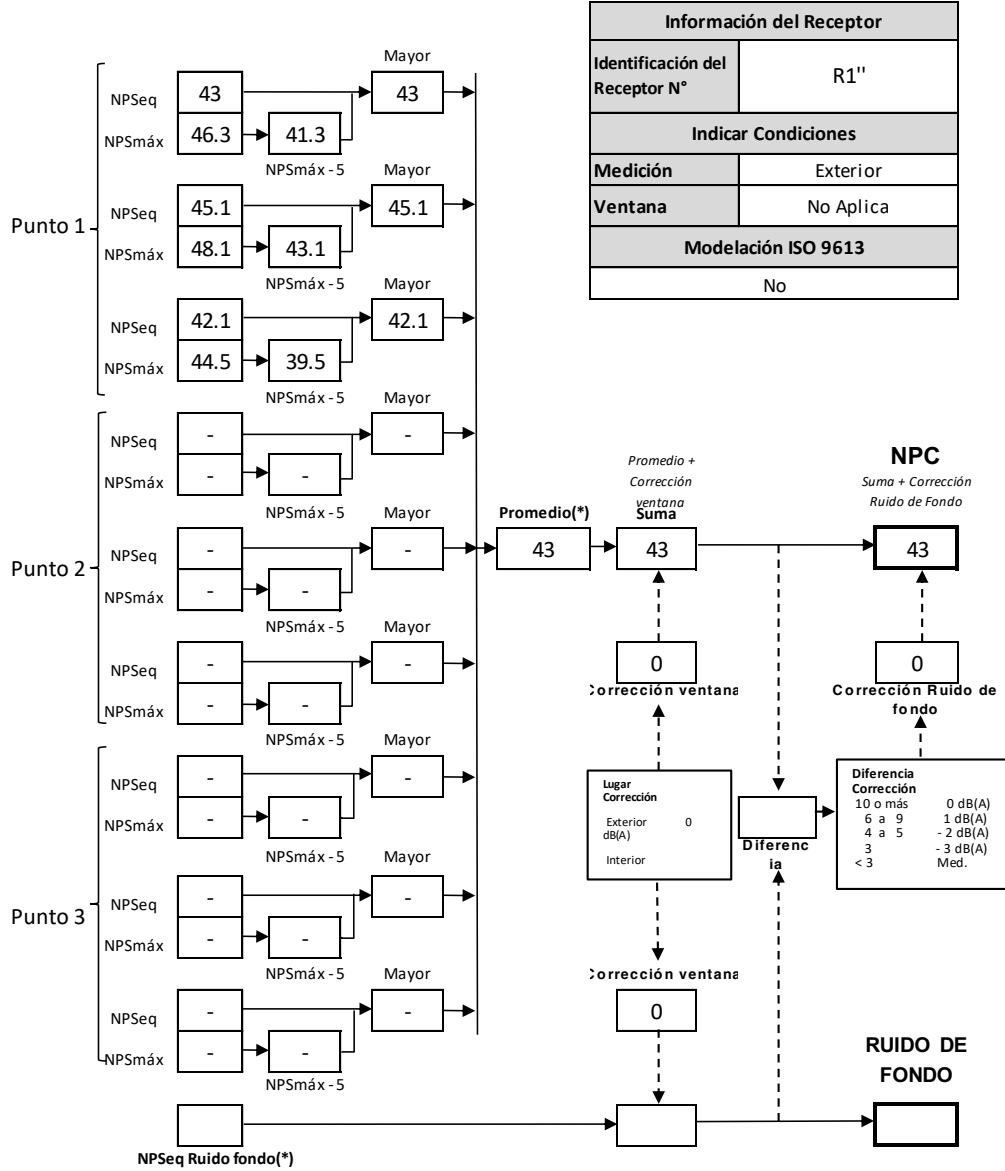 Información del Receptor
Identificación del
Receptor N°
R1''
Indicar Condiciones
Medición Exterior
Ventana No Aplica
Modelación ISO 9613
No
Punto 1
Mayor
NPSeq 43 43
NPSmáx 46.3 41.3
NPSmáx - 5
Mayor
NPSeq 45.1 45.1
NPSmáx 48.1 43.1
NPSmáx - 5
Mayor
NPSeq 42.1 42.1
NPSmáx 44.5 39.5
NPSmáx - 5
Punto 2
Mayor
NPSeq - -
NPSmáx - -
NPSmáx - 5
Mayor
NPSeq - -
NPSmáx - -
NPSmáx - 5
Mayor
NPSeq - -
NPSmáx - -
NPSmáx - 5
Punto 3
Mayor
NPSeq - -
NPSmáx - -
NPSmáx - 5
Mayor
NPSeq - -
NPSmáx - -
NPSmáx - 5
Mayor
NPSeq - -
NPSmáx - -
NPSmáx - 5
NPSeq Ruido fondo(*)
Promedio(*)
43
Promedio +
Corrección
ventana
Suma
43
NPC
Suma + Corrección
Ruido de Fondo
43
0
Corrección ventana
0
Corrección Ruido de
fondo
Lugar
Corrección
Exterior 0
dB(A)
Interior
Diferenc
ia
Diferencia
Corrección
10 o más 0 dB(A)
6 a 9 1 dB(A)
4 a 5 - 2 dB(A)
3 - 3 dB(A)
< 3 Med.
Corrección ventana
0
RUIDO DE
FONDO